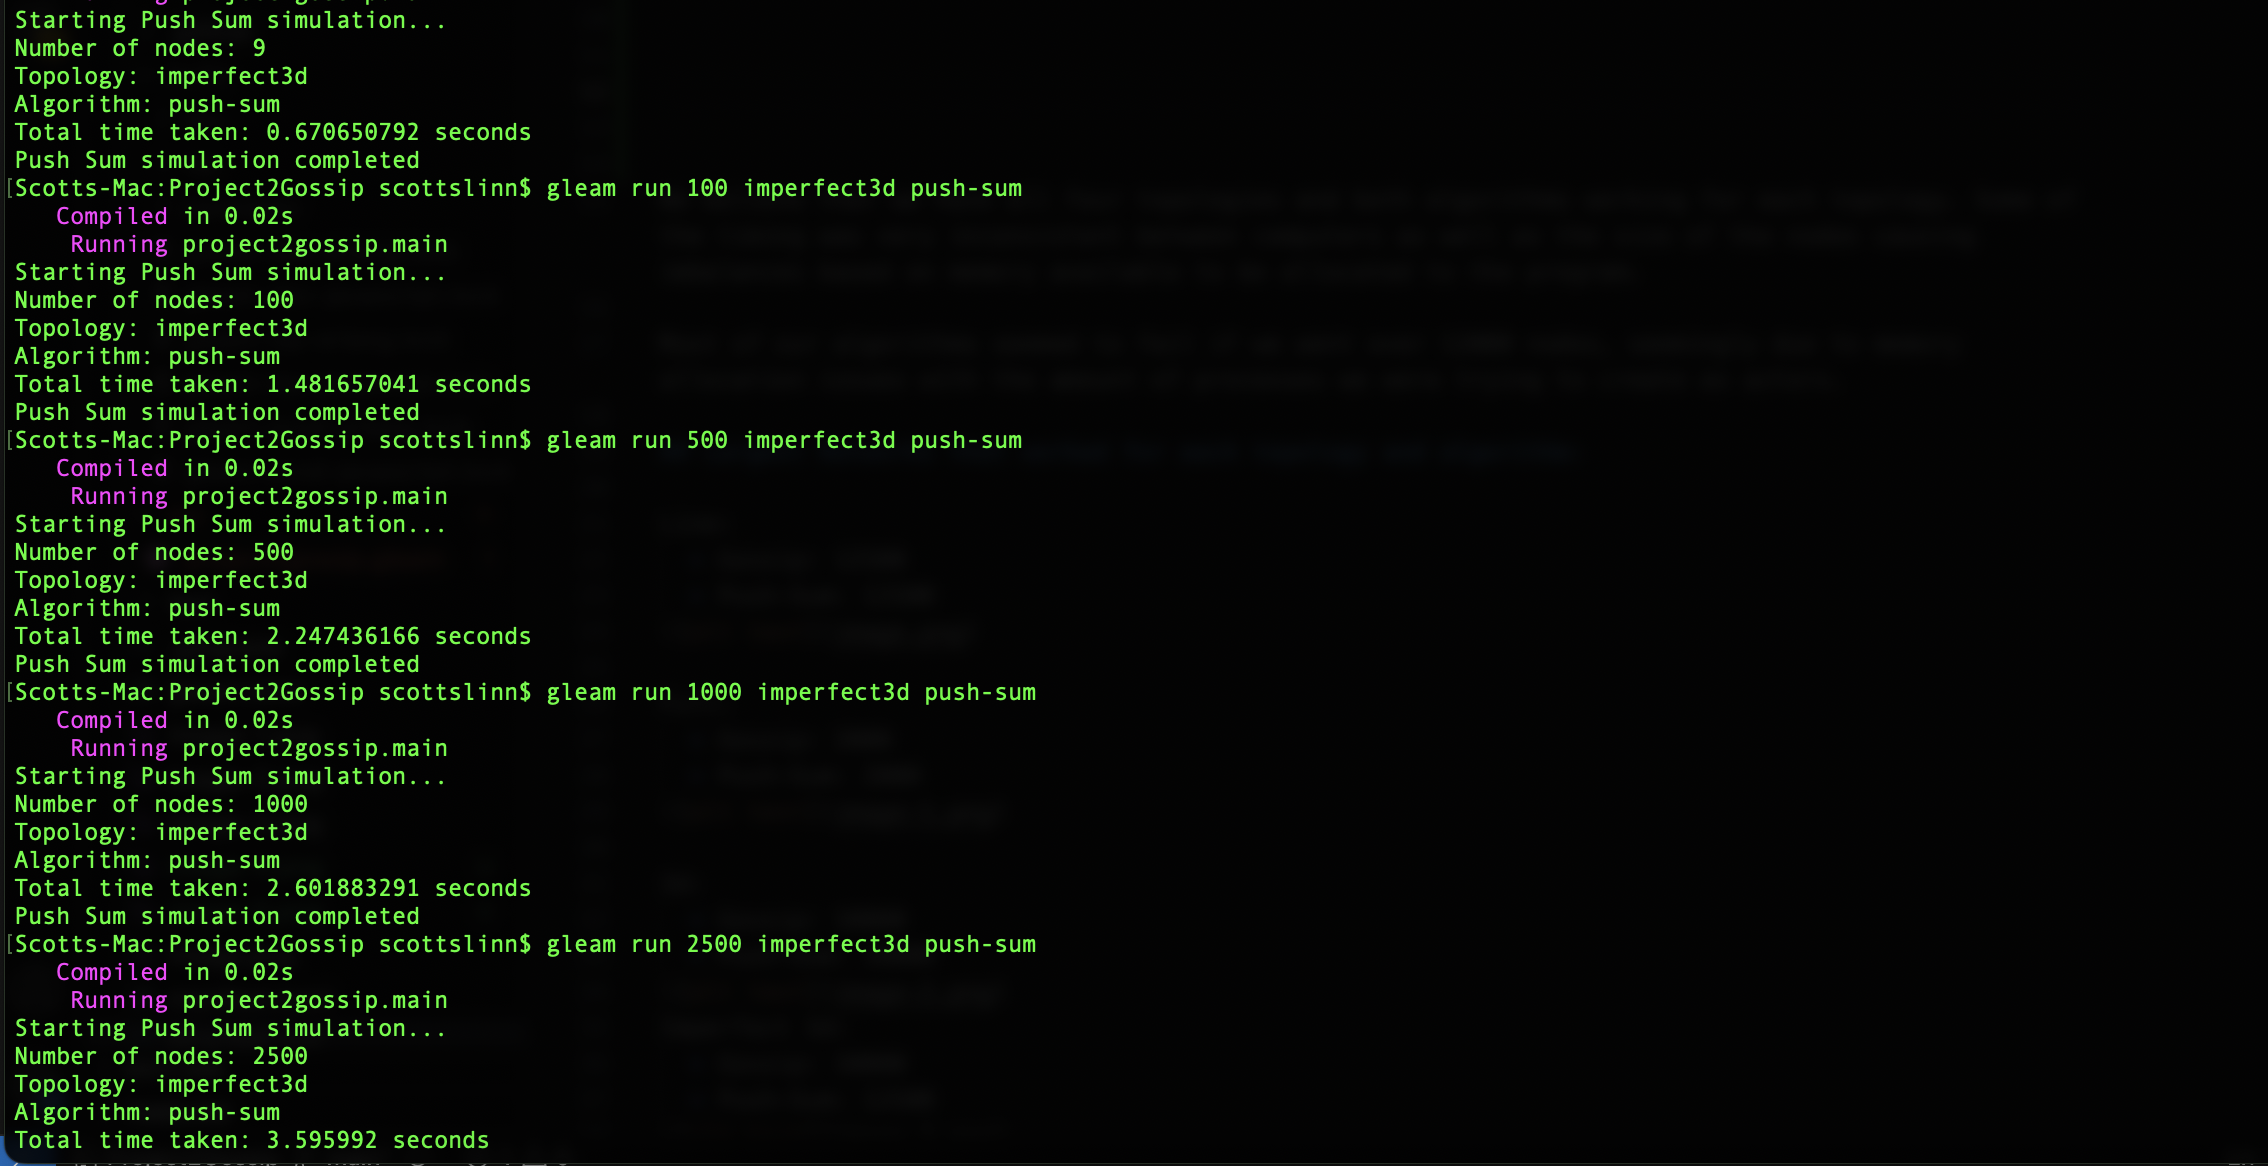 Starting Push Sum simulation...
Number of nodes: 9
Topology: imperfect3d
Algorithm: push-sum
Total time taken: 0.670650792 seconds
Push Sum simulation completed
[Scotts-Mac:Project2Gossip scottslinn$ gleam run 100 imperfect3d push-sum
Compiled in 0.02s
Running project2gossip.main
Starting Push Sum simulation...
Number of nodes: 100
Topology: imperfect3d
Algorithm: push-sum
Total time taken: 1.481657041 seconds
Push Sum simulation completed
[Scotts-Mac:Project2Gossip scottslinn$ gleam run 500 imperfect3d push-sum
Compiled in 0.02s
Running project2gossip.main
Starting Push Sum simulation...
Number of nodes: 500
Topology: imperfect3d
Algorithm: push-sum
Total time taken: 2.247436166 seconds
Push Sum simulation completed
[Scotts-Mac:Project2Gossip scottslinn$ gleam run 1000 imperfect3d push-sum
Compiled in 0.02s
Running project2gossip.main
Starting Push Sum simulation...
Number of nodes: 1000
Topology: imperfect3d
Algorithm: push-sum
Total time taken: 2.601883291 seconds
Push Sum simulation completed
[Scotts-Mac:Project2Gossip scottslinn$ gleam run 2500 imperfect3d push-sum
Compiled in 0.02s
Running project2gossip.main
Starting Push Sum simulation...
Number of nodes: 2500
Topology: imperfect3d
Algorithm: push-sum
Total time taken: 3.595992 seconds